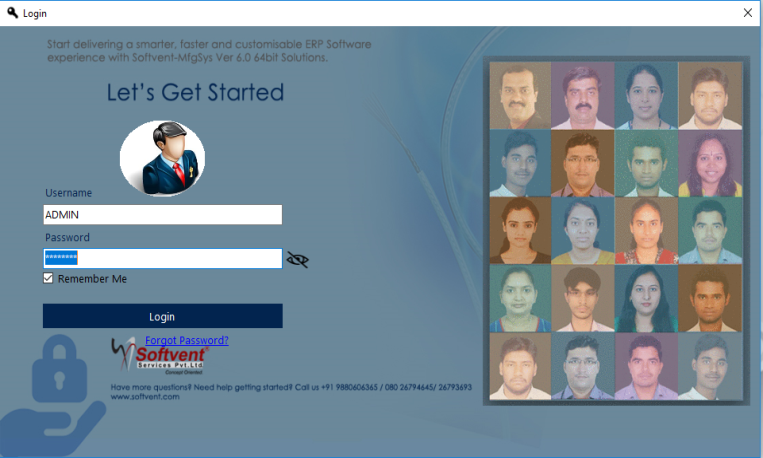 Login
Start delivering a smarter, faster and customisable ERP Software
experience with Softvent-MfgSys Ver 6.0 64bit Solutions.
Let's Get Started
Username
ADMIN
Password
********
Remember Me
Login
Forgot Password?
Softvent
Services Pvt.Ltd.
Concept Oriented
Have more questions? Need help getting started? Call us +91 9880606365 / 080 26794645/ 26793693
www.softvent.com